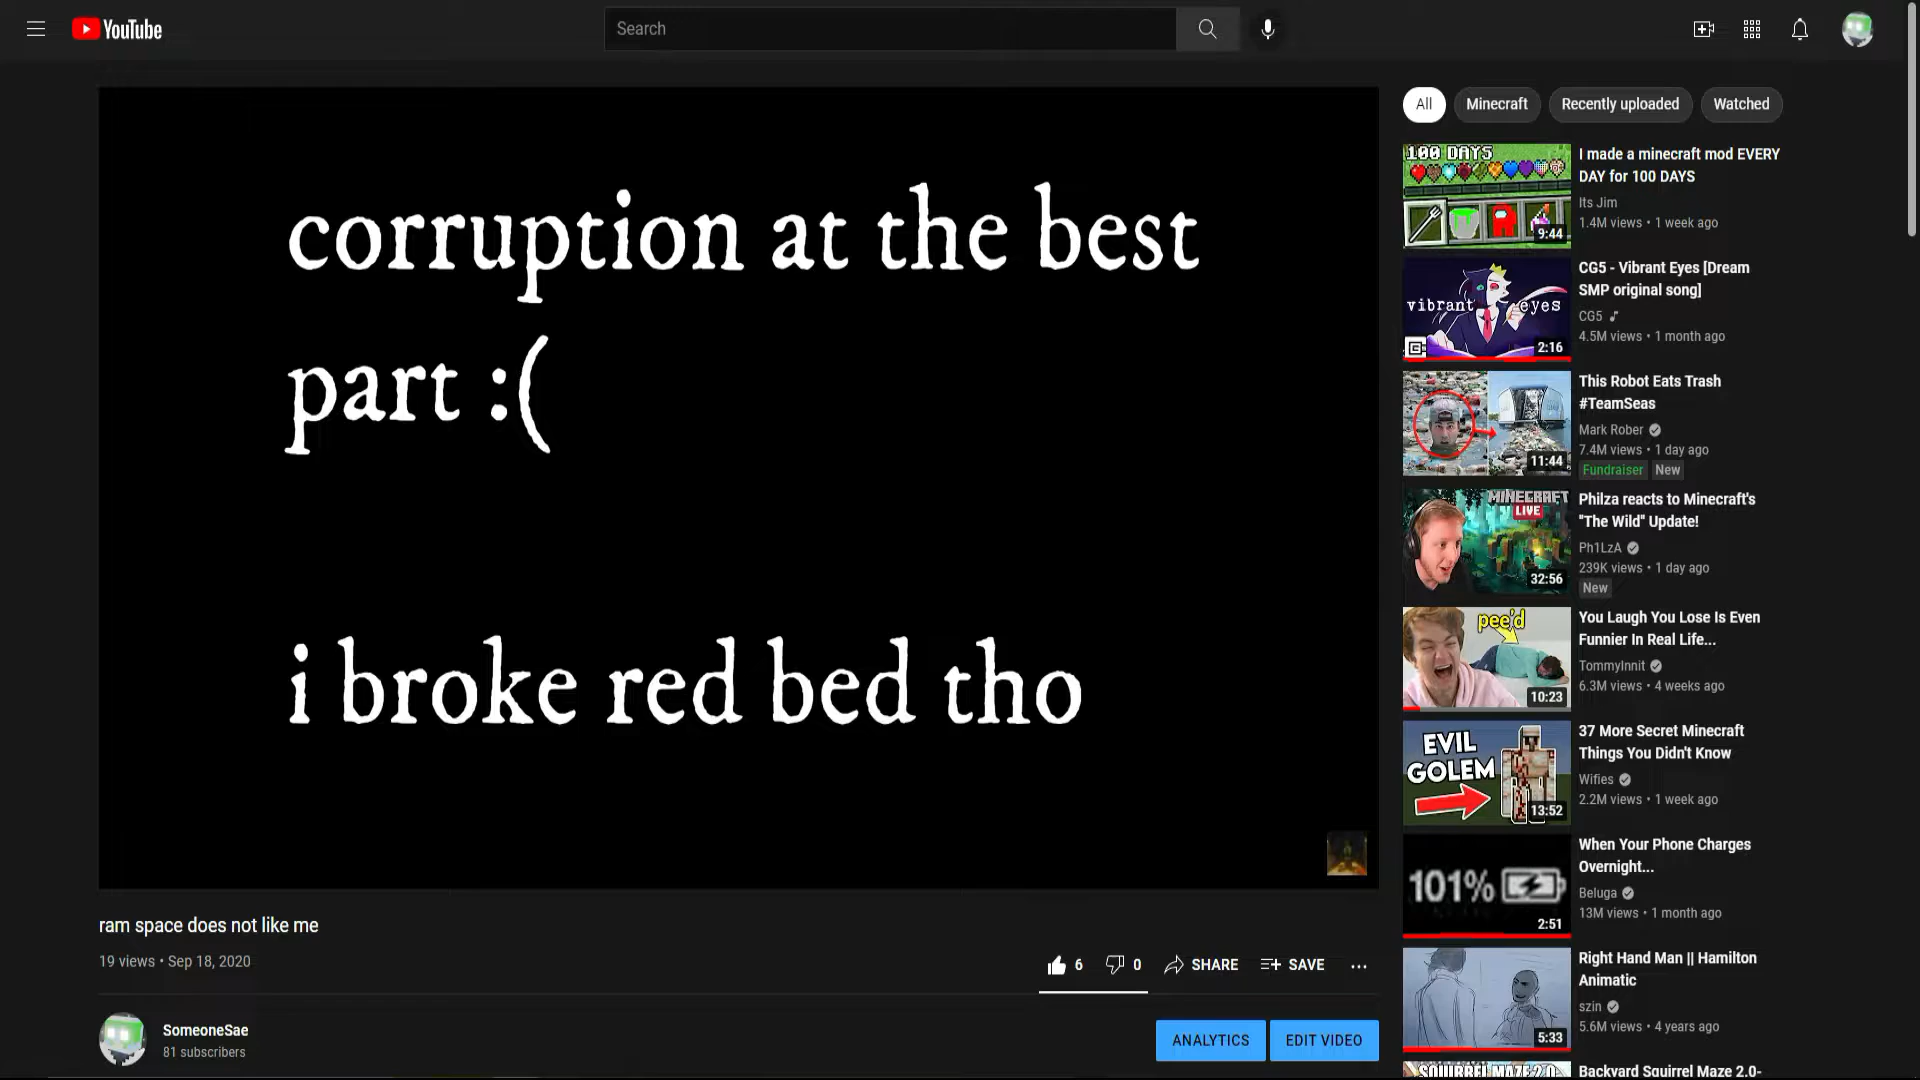 YouTube
Search
corruption at the best
part :(
i broke red bed tho
ram space does not like me
19 views • Sep 18, 2020
6
0
SHARE
SAVE
SomeoneSae
81 subscribers
ANALYTICS
EDIT VIDEO
All
Minecraft
Recently uploaded
Watched
100 DAYS
9:44
I made a minecraft mod EVERY
DAY for 100 DAYS
Its Jim
1.4M views • 1 week ago
vibrant eyes
2:16
CG5 - Vibrant Eyes [Dream
SMP original song]
CG5
4.5M views • 1 month ago
11:44
This Robot Eats Trash
#TeamSeas
Mark Rober
7.4M views • 1 day ago
Fundraiser
New
MINECRAFT
LIVE
32:56
Philza reacts to Minecraft's
"The Wild" Update!
Ph1LzA
239K views • 1 day ago
New
pee'd
10:23
You Laugh You Lose Is Even
Funnier In Real Life...
TommyInnit
6.3M views • 4 weeks ago
EVIL
GOLEM
13:52
37 More Secret Minecraft
Things You Didn't Know
Wifies
2.2M views • 1 week ago
101%
2:51
When Your Phone Charges
Overnight...
Beluga
13M views • 1 month ago
5:33
Right Hand Man || Hamilton
Animatic
szin
5.6M views • 4 years ago
SQUIRREL MAZE 2.0
Backyard Squirrel Maze 2.0-